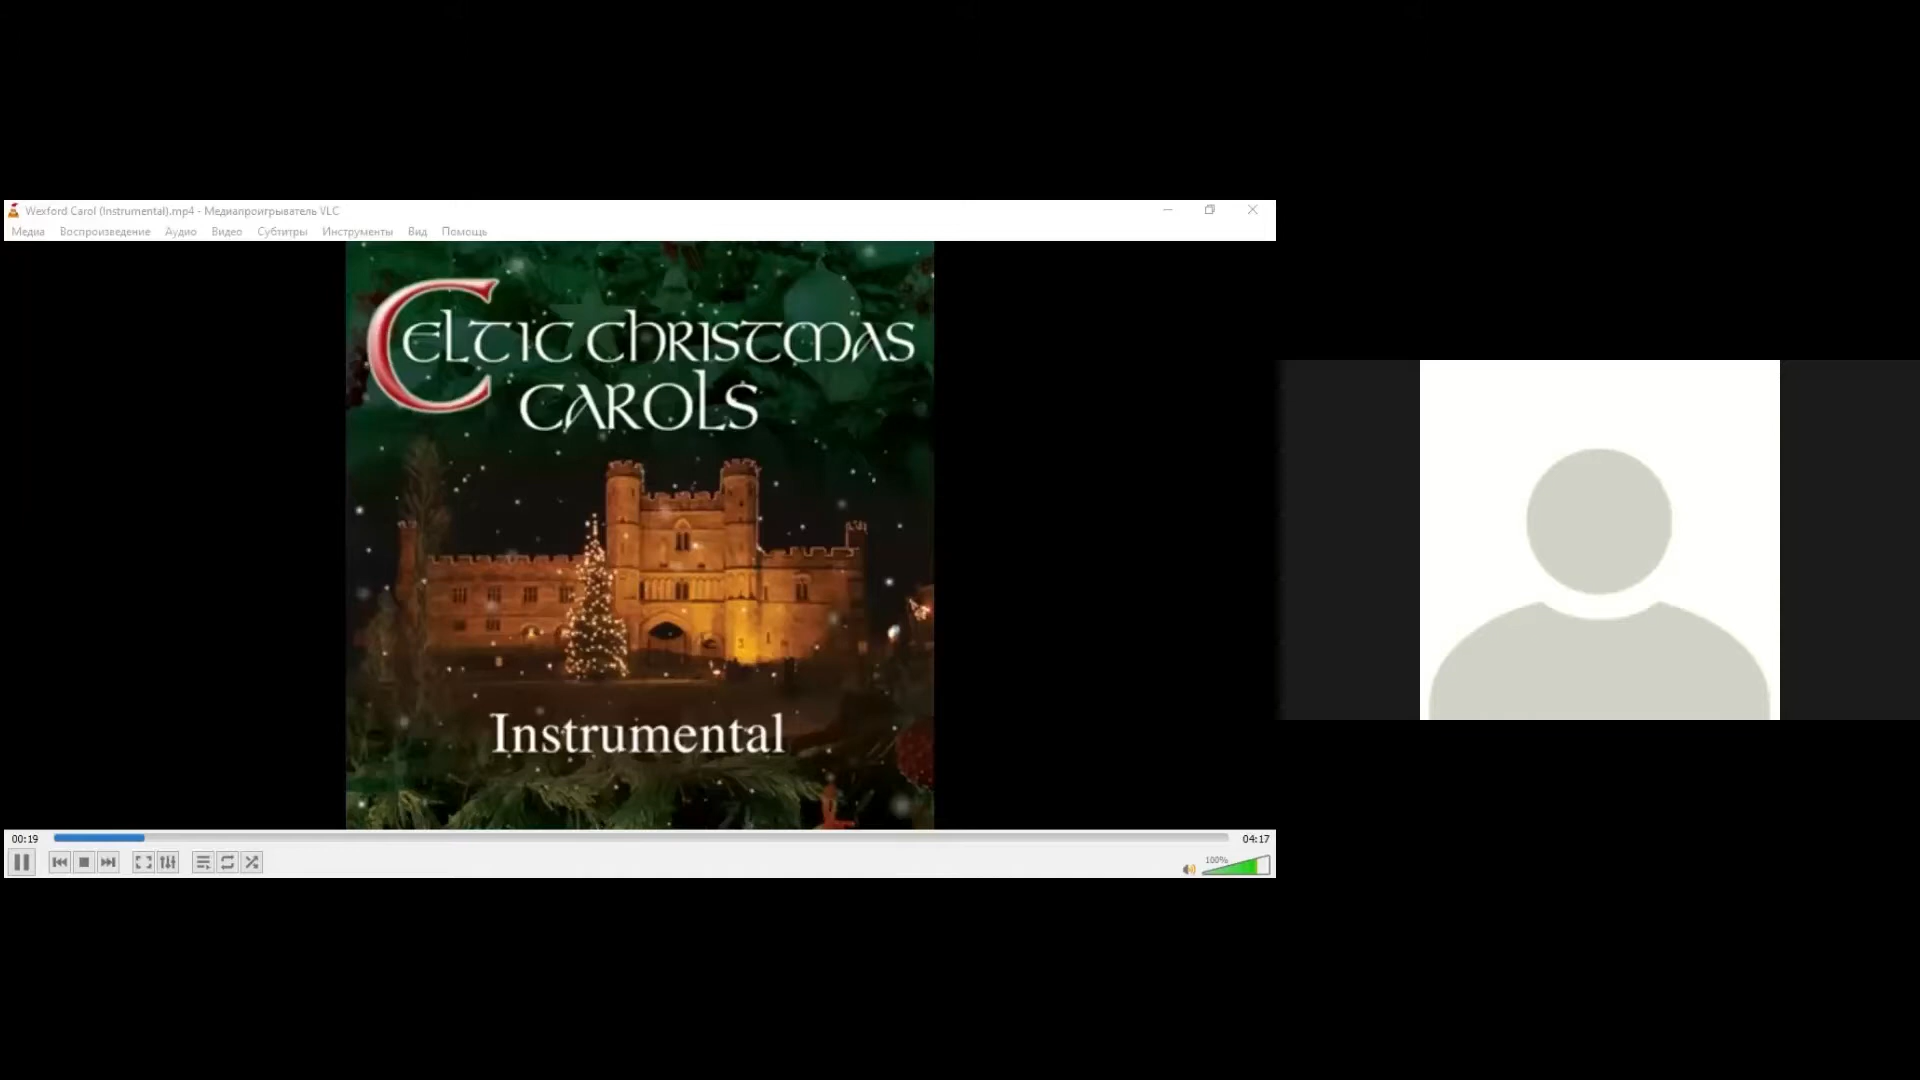 Wexford Carol (Instrumental).mp4 - Медиапроигрыватель VLC
Медиа Воспроизведение Аудио Видео Субтитры Инструменты Вид Помощь
Celtic Christmas
Carols
Instrumental
00:19 04:17
100%